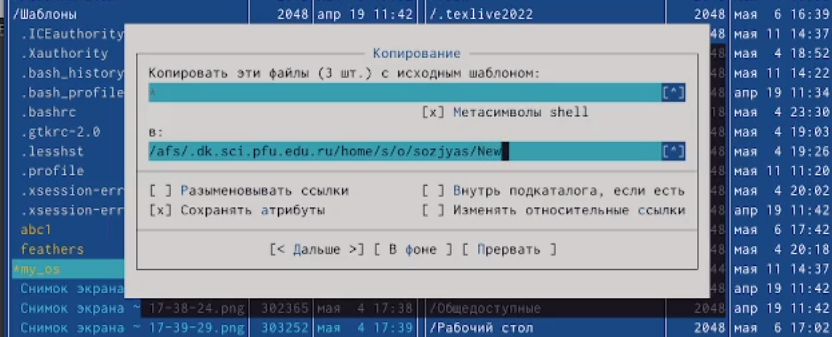 /Шаблоны 2048 апр 19 11:42 /.texlive2022 2048 мая 6 16:39
.ICEauthority 48 мая 11 14:37
.Xauthority 48 мая 4 18:52
Копирование
.bash_history 48 мая 11 14:22
Копировать эти файлы (3 шт.) с исходным шаблоном:
.bash_profile 48 апр 19 11:34
* [^]
.bashrc 48 мая 4 23:30
[x] Метасимволы shell
.gtkrc-2.0 48 мая 4 19:03
в:
.lesshst 48 мая 4 19:26
/afs/.dk.sci.pfu.edu.ru/home/s/o/sozjyas/New [^]
.profile 48 мая 11 11:20
.xsession-err 48 мая 4 20:02
[ ] Разыменовывать ссылки [ ] Внутрь подкаталога, если есть
.xsession-err 48 апр 19 11:42
[x] Сохранять атрибуты [ ] Изменять относительные ссылки
abc1 48 мая 6 17:42
feathers 48 мая 4 20:18
[< Дальше >] [ В фоне ] [ Прервать ]
*my_os мая 11 14:37
Снимок экрана 48 апр 19 11:42
Снимок экрана ~ 17-38-24.png 302365 мая 4 17:38 /Общедоступные 2048 апр 19 11:42
Снимок экрана ~ 17-39-29.png 303252 мая 4 17:39 /Рабочий стол 2048 мая 6 17:02